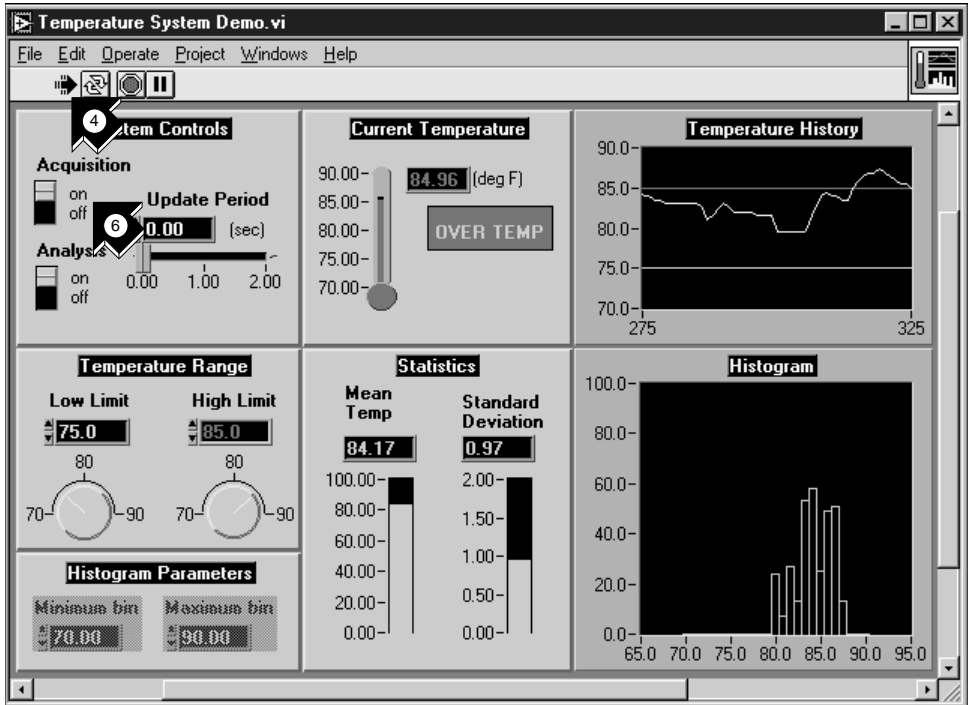 Temperature System Demo.vi
File Edit Operate Project Windows Help
4
tem Controls
Acquisition
on
off
Update Period
6
0.00 (sec)
Analysis
on
off
0.00 1.00 2.00
Current Temperature
84.96 (deg F)
OVER TEMP
90.00
85.00
80.00
75.00
70.00
Temperature History
90.0
85.0
80.0
75.0
70.0
275 325
Temperature Range
Low Limit High Limit
75.0 85.0
80 80
70 90 70 90
Histogram Parameters
Minimum bin Maximum bin
70.00 90.00
Statistics
Mean Temp
Standard Deviation
84.17 0.97
100.00
80.00
60.00
40.00
20.00
0.00
2.00
1.50
1.00
0.50
0.00
Histogram
100.0
80.0
60.0
40.0
20.0
0.0
65.0 70.0 75.0 80.0 85.0 90.0 95.0